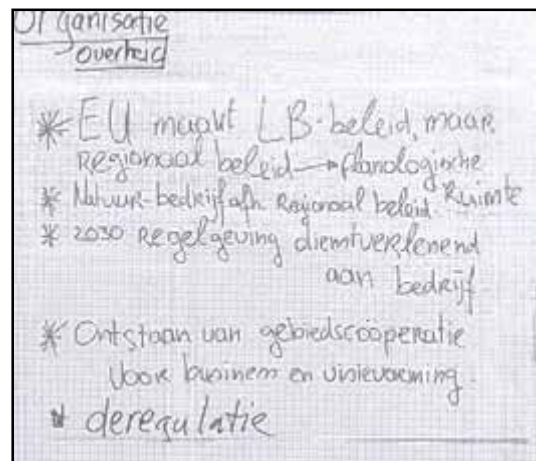 Organisatie
overheid
* EU maakt LB-beleid, maar
Regionaal beleid → planologische
* Natuur-bedrijf afh Regionaal beleid. Ruimte
* 2030 Regelgeving dienstverlenend
aan bedrijf
* Ontstaan van gebiedscoöperatie
voor business en visievorming.
* deregulatie